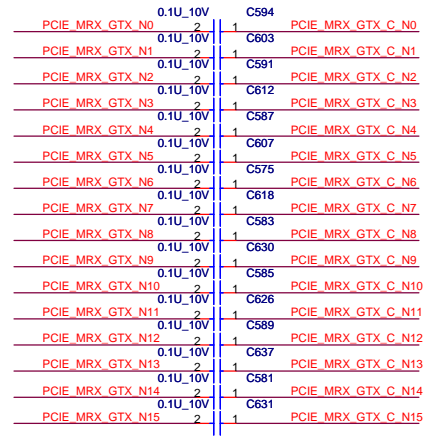 0.1U_10V C594
PCIE_MRX_GTX_N0 2 1 PCIE_MRX_GTX_C_N0
0.1U_10V C603
PCIE_MRX_GTX_N1 2 1 PCIE_MRX_GTX_C_N1
0.1U_10V C591
PCIE_MRX_GTX_N2 2 1 PCIE_MRX_GTX_C_N2
0.1U_10V C612
PCIE_MRX_GTX_N3 2 1 PCIE_MRX_GTX_C_N3
0.1U_10V C587
PCIE_MRX_GTX_N4 2 1 PCIE_MRX_GTX_C_N4
0.1U_10V C607
PCIE_MRX_GTX_N5 2 1 PCIE_MRX_GTX_C_N5
0.1U_10V C575
PCIE_MRX_GTX_N6 2 1 PCIE_MRX_GTX_C_N6
0.1U_10V C618
PCIE_MRX_GTX_N7 2 1 PCIE_MRX_GTX_C_N7
0.1U_10V C583
PCIE_MRX_GTX_N8 2 1 PCIE_MRX_GTX_C_N8
0.1U_10V C630
PCIE_MRX_GTX_N9 2 1 PCIE_MRX_GTX_C_N9
0.1U_10V C585
PCIE_MRX_GTX_N10 2 1 PCIE_MRX_GTX_C_N10
0.1U_10V C626
PCIE_MRX_GTX_N11 2 1 PCIE_MRX_GTX_C_N11
0.1U_10V C589
PCIE_MRX_GTX_N12 2 1 PCIE_MRX_GTX_C_N12
0.1U_10V C637
PCIE_MRX_GTX_N13 2 1 PCIE_MRX_GTX_C_N13
0.1U_10V C581
PCIE_MRX_GTX_N14 2 1 PCIE_MRX_GTX_C_N14
0.1U_10V C631
PCIE_MRX_GTX_N15 2 1 PCIE_MRX_GTX_C_N15